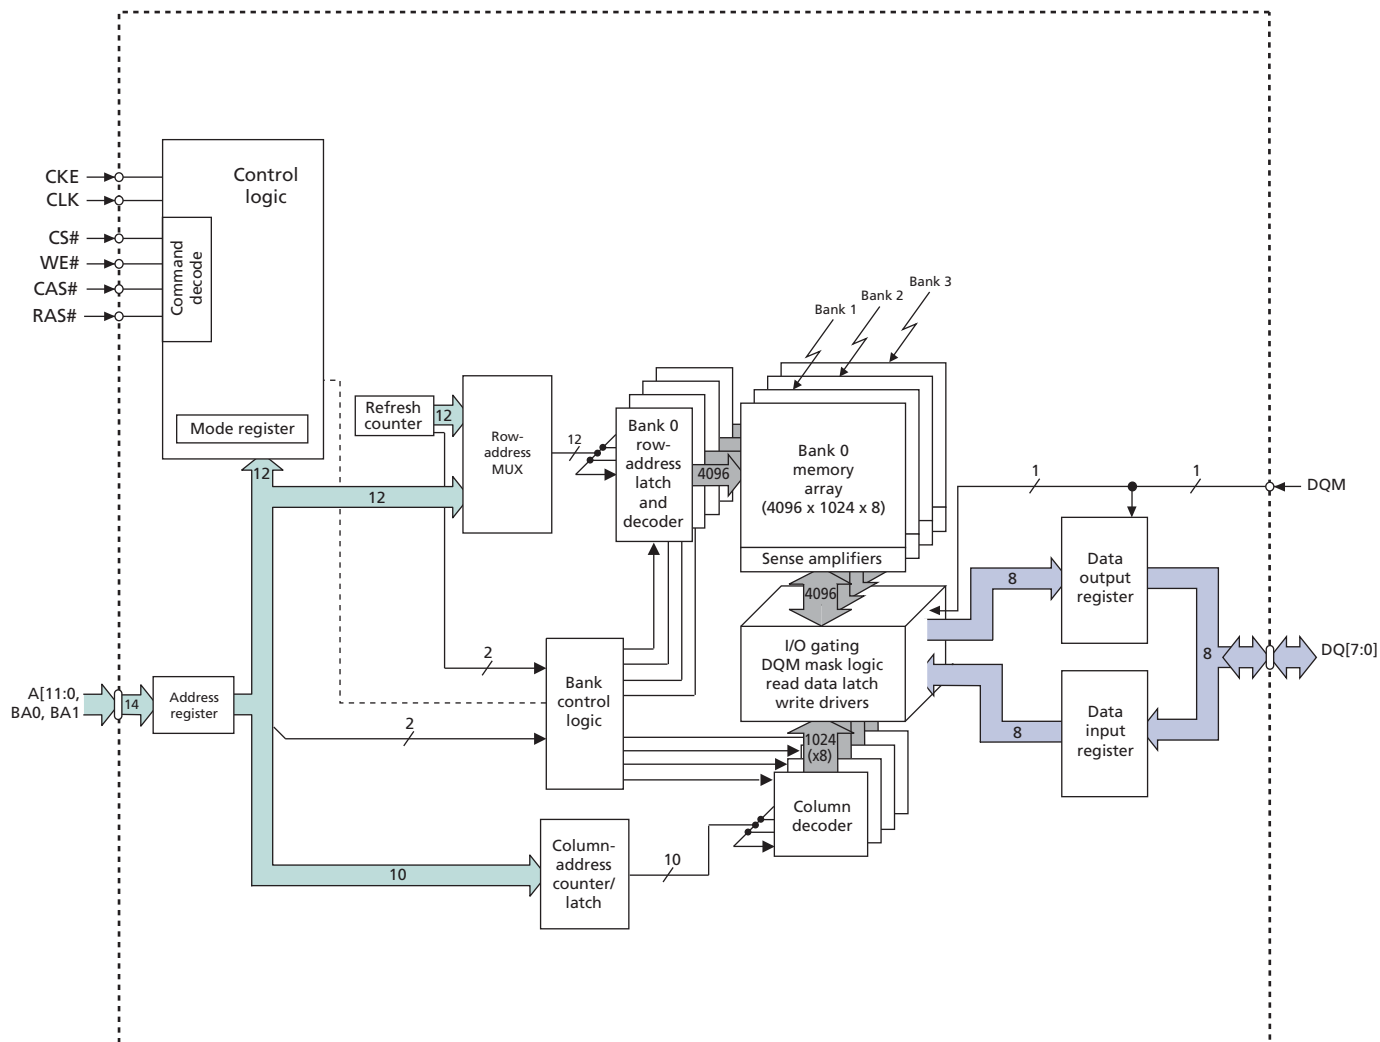 CKE
CLK
CS#
WE#
CAS#
RAS#
Control
logic
Command
decode
Mode register
12
Refresh
counter
12
12
Row-
address
MUX
12
Bank 0
row-
address
latch
and
decoder
4096
Bank 1
Bank 2
Bank 3
Bank 0
memory
array
(4096 x 1024 x 8)
Sense amplifiers
4096
I/O gating
DQM mask logic
read data latch
write drivers
1
1
DQM
8
Data
output
register
8
DQ[7:0]
8
Data
input
register
A[11:0,
BA0, BA1
14
Address
register
2
2
Bank
control
logic
1024
(x8)
Column
decoder
10
Column-
address
counter/
latch
10